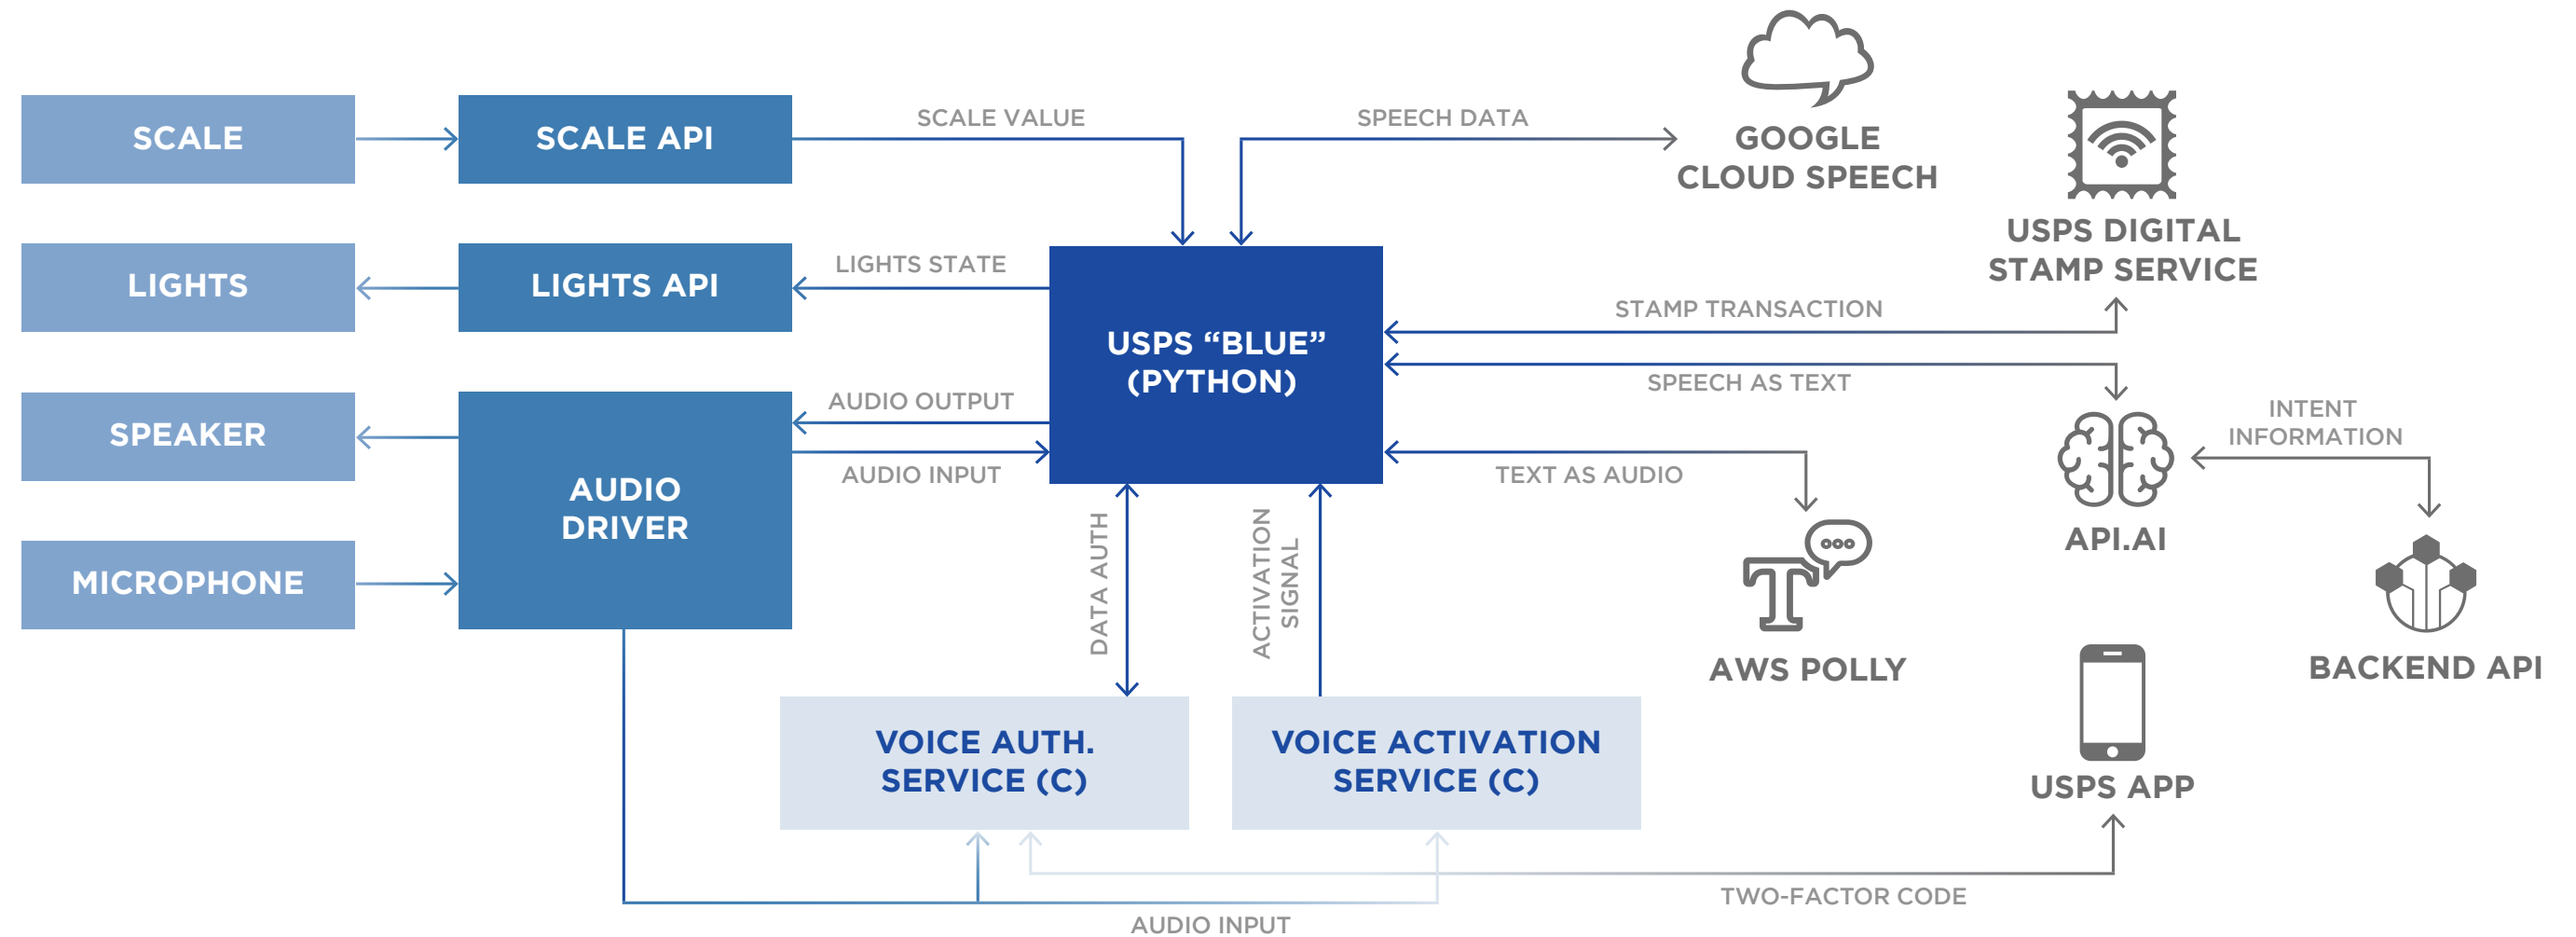 SCALE
SCALE API
SCALE VALUE
SPEECH DATA
GOOGLE
CLOUD SPEECH
USPS DIGITAL
STAMP SERVICE
LIGHTS
LIGHTS API
LIGHTS STATE
USPS “BLUE”
(PYTHON)
STAMP TRANSACTION
SPEECH AS TEXT
SPEAKER
AUDIO
DRIVER
AUDIO OUTPUT
AUDIO INPUT
TEXT AS AUDIO
INTENT
INFORMATION
API.AI
MICROPHONE
DATA AUTH
ACTIVATION
SIGNAL
AWS POLLY
BACKEND API
VOICE AUTH.
SERVICE (C)
VOICE ACTIVATION
SERVICE (C)
USPS APP
TWO-FACTOR CODE
AUDIO INPUT